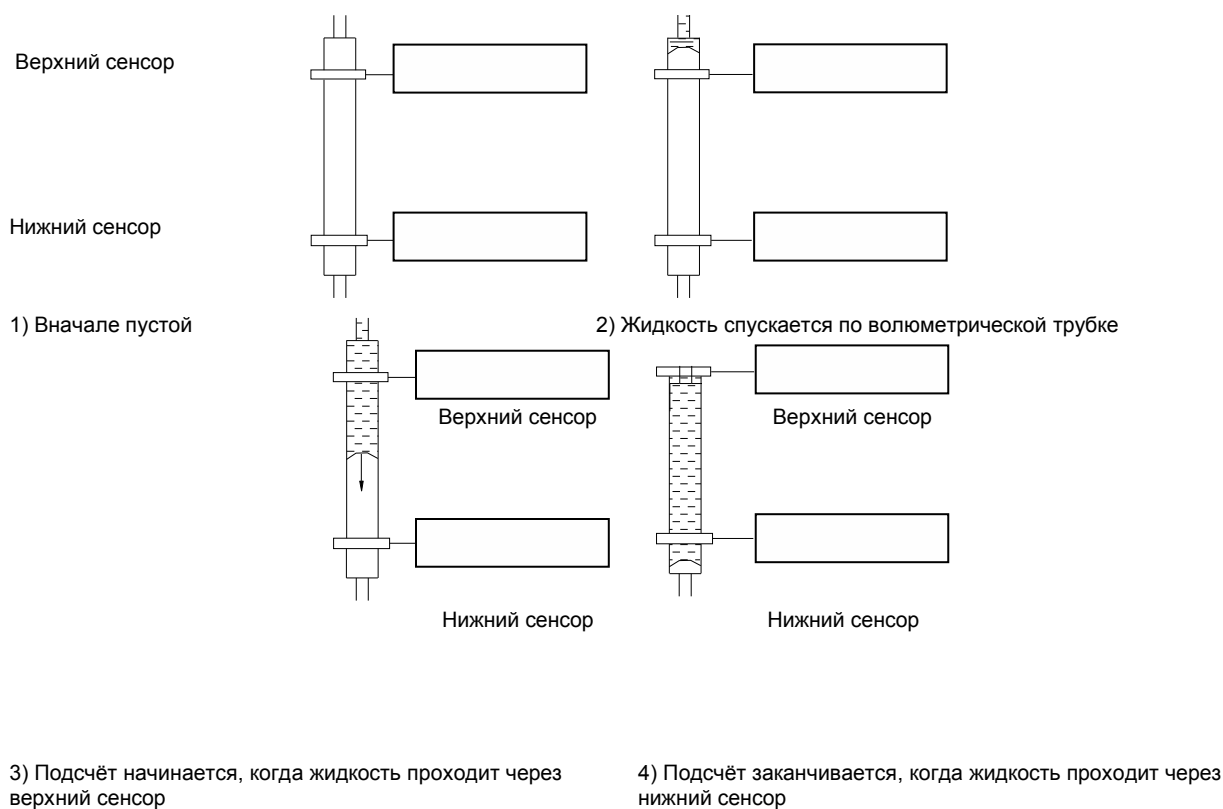 Верхний сенсор
Нижний сенсор
1) Вначале пустой
2) Жидкость спускается по волюметрической трубке
Верхний сенсор
Верхний сенсор
Нижний сенсор
Нижний сенсор
3) Подсчёт начинается, когда жидкость проходит через
верхний сенсор
4) Подсчёт заканчивается, когда жидкость проходит через
нижний сенсор